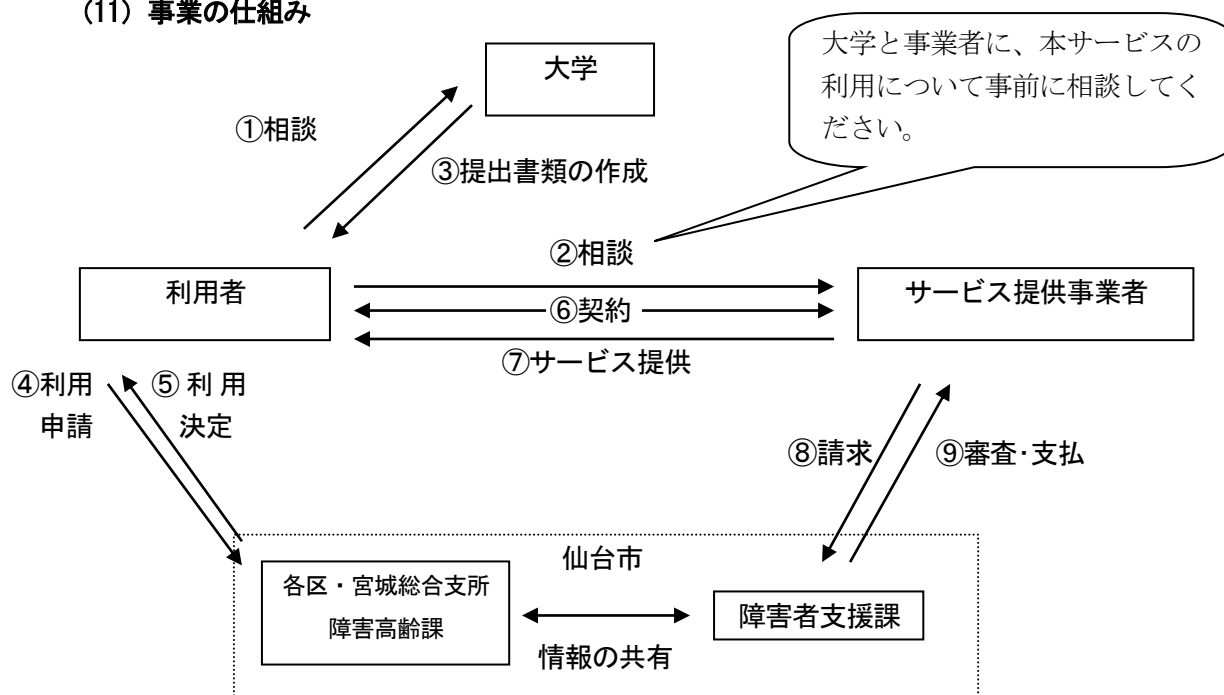 (11) 事業の仕組み
大学
大学と事業者に、本サービスの
利用について事前に相談してく
ださい。
①相談
③提出書類の作成
②相談
利用者
サービス提供事業者
⑥契約
⑦サービス提供
④利用
申請
⑤ 利 用
決定
⑧請求
⑨審査・支払
仙台市
各区・宮城総合支所
障害高齢課
障害者支援課
情報の共有